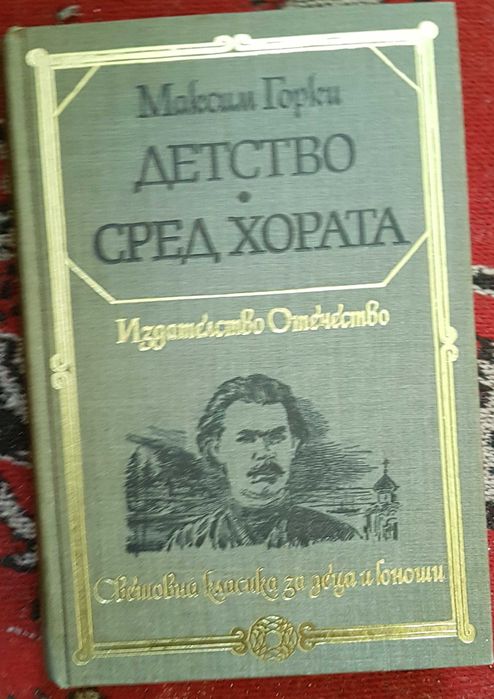 Максим Горки
ДЕТСТВО
•
СРЕД ХОРАТА
Издателство Отечество
Световна класика за деца и юноши